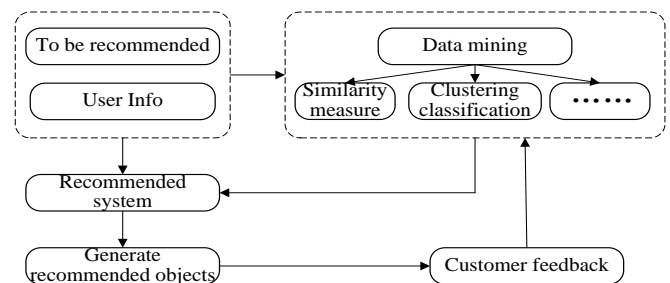 To be recommended
User Info
Data mining
Similarity
measure
Clustering
classification
......
Recommended
system
Generate
recommended objects
Customer feedback